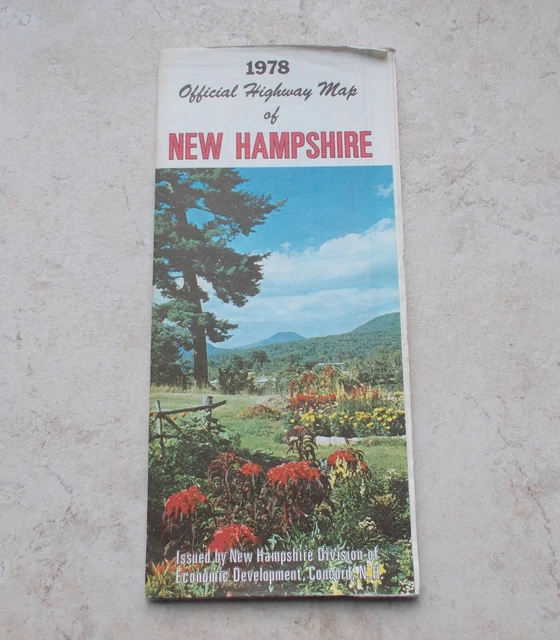 1978
Official Highway Map
of
NEW HAMPSHIRE
Issued by New Hampshire Division of
Economic Development, Concord, N.H.